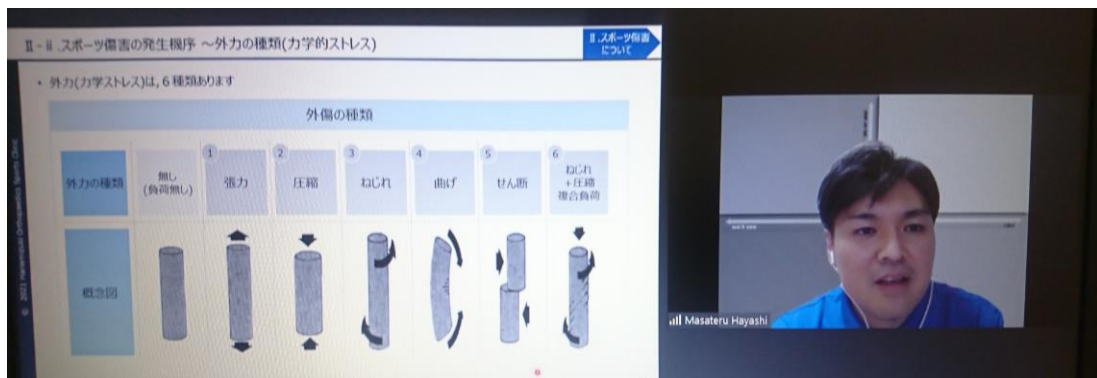 Ⅱ-ⅱ.スポーツ傷害の発生機序 ～外力の種類(力学的ストレス)
Ⅱ.スポーツ傷害
について
・外力(力学ストレス)は,6種類あります
外傷の種類
外力の種類
無し
(負荷無し)
1
張力
2
圧縮
3
ねじれ
4
曲げ
5
せん断
6
ねじれ
+圧縮
複合負荷
概念図
Masateru Hayashi